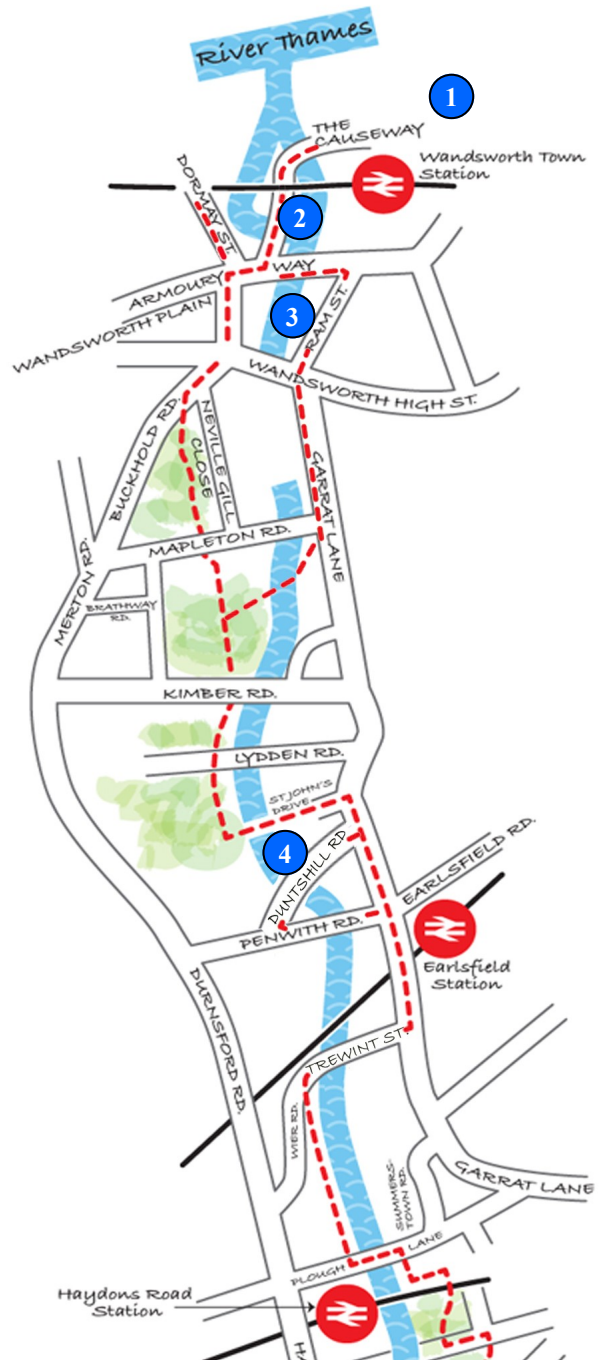 River Thames
1
THE
CAUSEWAY
Wandsworth Town
Station
DORMAY ST.
2
WAY
ARMOURY
WANDSWORTH PLAIN
3
RAM ST.
WANDSWORTH HIGH ST.
BUCKHOLD RD.
NEVILLE GILL
CLOSE
GARRAT LANE
MAPLETON RD.
MERTON RD.
BRATHWAY
RD.
KIMBER RD.
LYDDEN RD.
ST JOHN'S
DRIVE
4
DUNTSHILL RD
EARLSFIELD RD.
PENWITH RD.
Earlsfield
Station
DURNSFORD RD.
TREWINT ST.
WIER RD.
SUMMERS-
TOWN RD.
GARRAT LANE
PLOUGH
LANE
Haydons Road
Station
HA